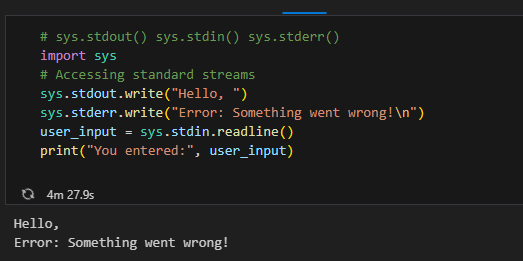 # sys.stdout() sys.stdin() sys.stderr()
import sys
# Accessing standard streams
sys.stdout.write("Hello, ")
sys.stderr.write("Error: Something went wrong!\n")
user_input = sys.stdin.readline()
print("You entered:", user_input)
4m 27.9s
Hello,
Error: Something went wrong!